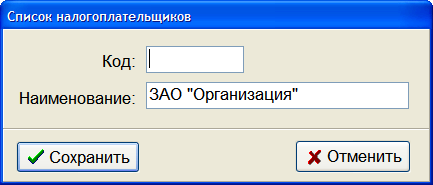 Список налогоплательщиков
Код:
Наименование: ЗАО "Организация"
Сохранить Отменить